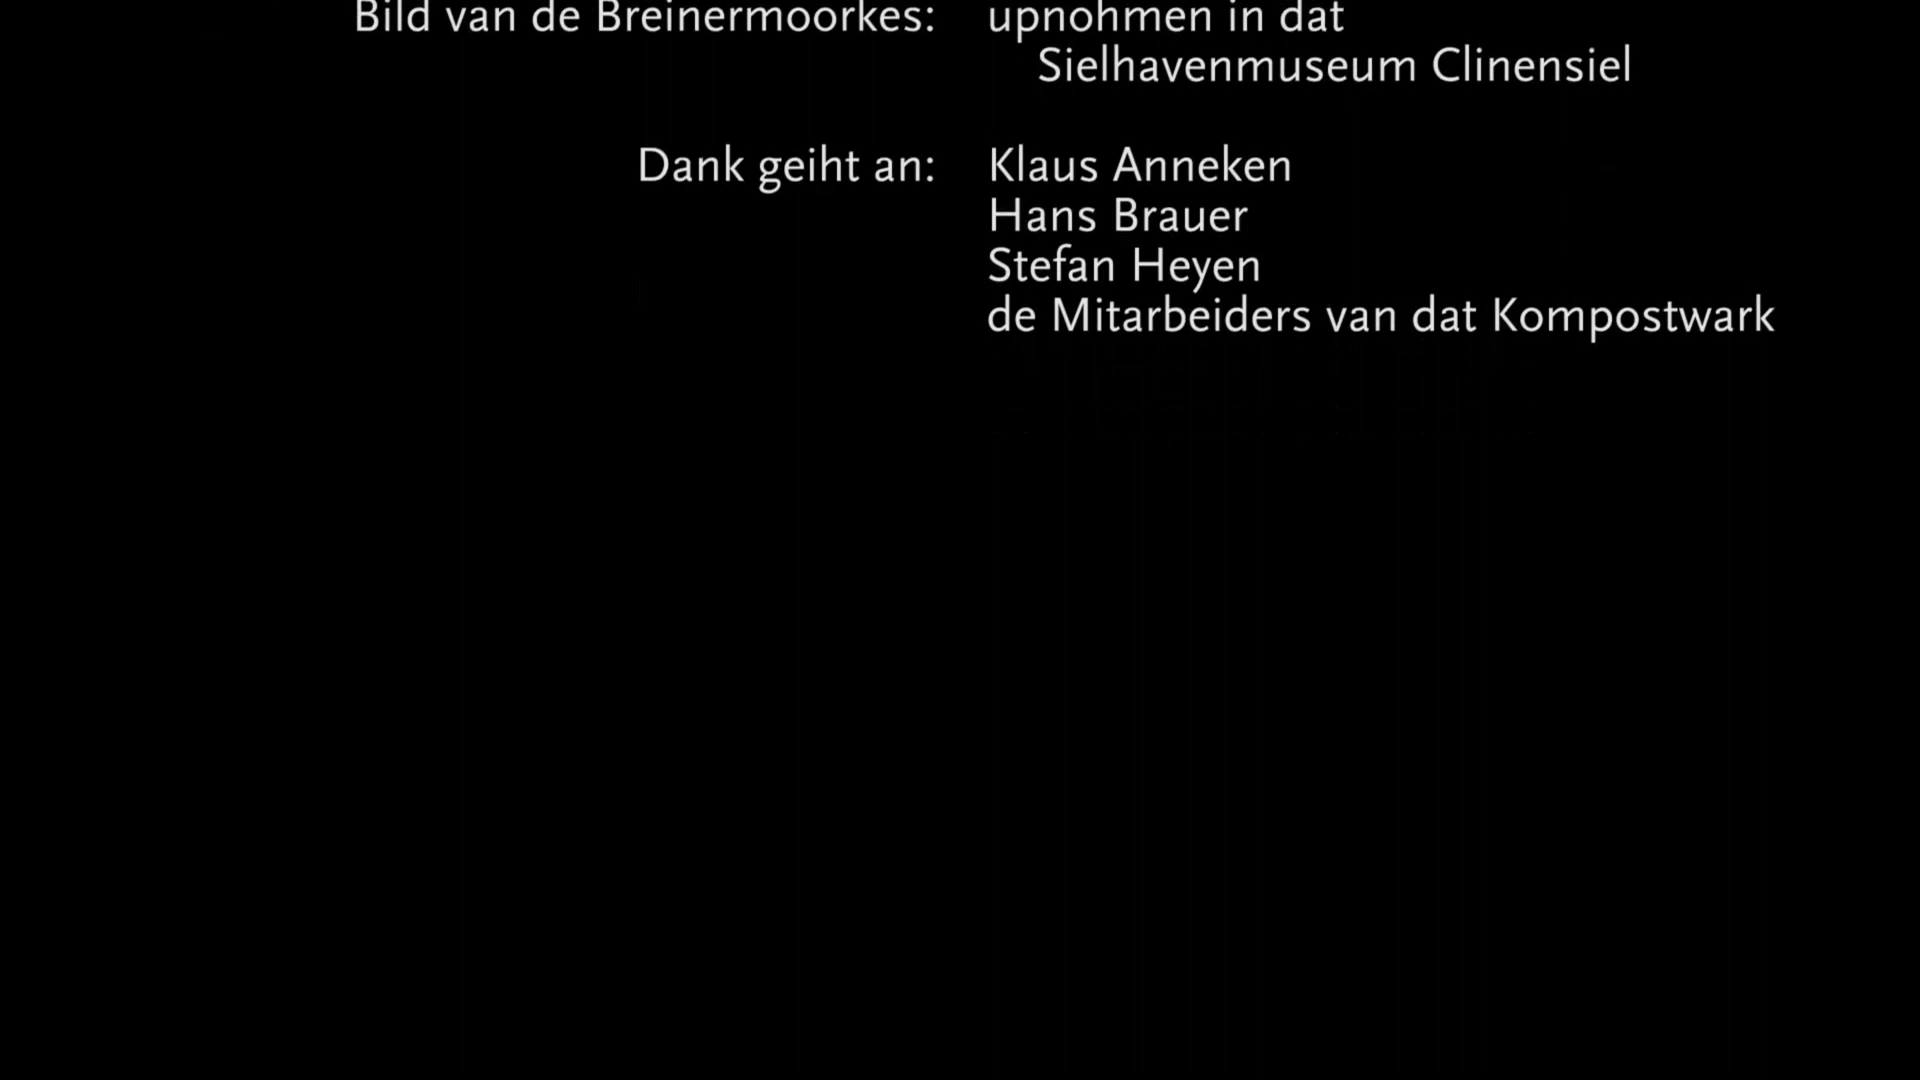 Bild van de Breinermoorkes: upnohmen in dat
Sielhavenmuseum Clinensiel
Dank geiht an: Klaus Anneken
Hans Brauer
Stefan Heyen
de Mitarbeiders van dat Kompostwark